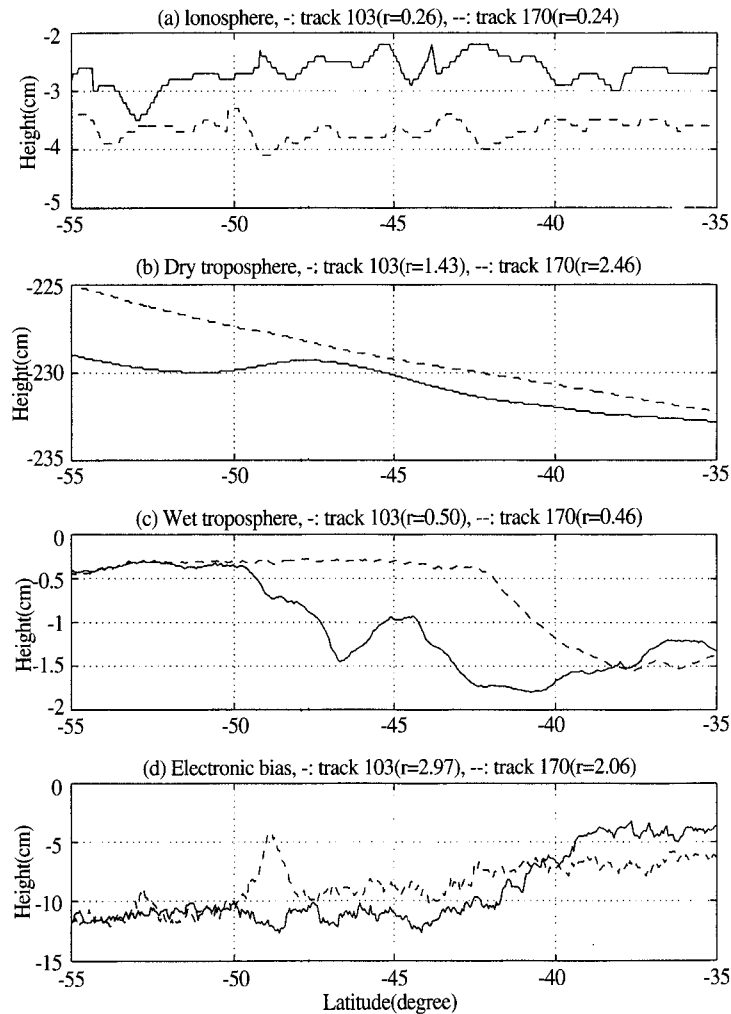 (a) Ionosphere, -: track 103(r=0.26), --: track 170(r=0.24)
-2
-3
-4
-5
Height(cm)
-55 -50 -45 -40 -35
(b) Dry troposphere, -: track 103(r=1.43), --: track 170(r=2.46)
-225
-230
-235
Height(cm)
-55 -50 -45 -40 -35
(c) Wet troposphere, -: track 103(r=0.50), --: track 170(r=0.46)
0
-0.5
-1
-1.5
-2
Height(cm)
-55 -50 -45 -40 -35
(d) Electronic bias, -: track 103(r=2.97), --: track 170(r=2.06)
0
-5
-10
-15
Height(cm)
-55 -50 -45 -40 -35
Latitude(degree)